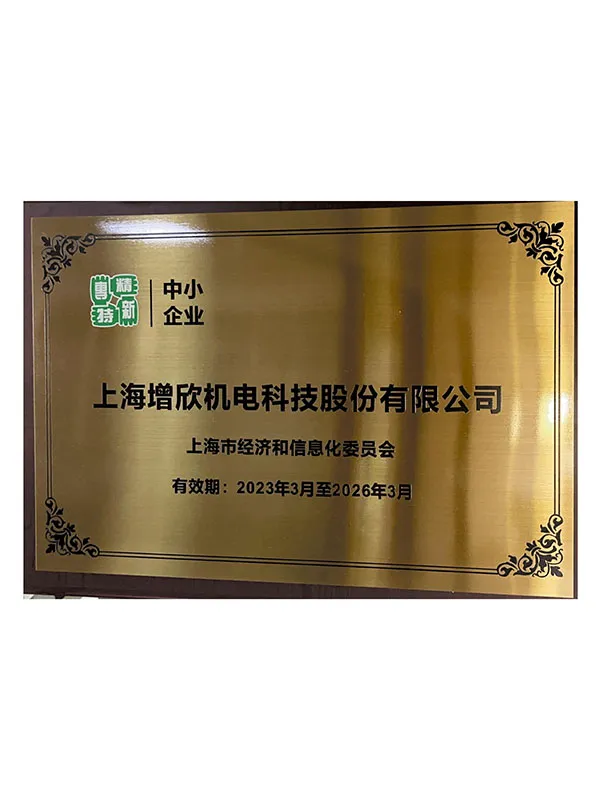 專精特新
中小
企业
上海增欣机电科技股份有限公司
上海市经济和信息化委员会
有效期：2023年3月至2026年3月